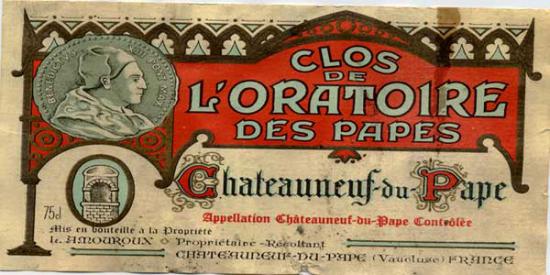 CLOS
DE
L'ORATOIRE
DES PAPES
Chateauneuf-du-Pape
Appellation Châteauneuf-du-Pape Contrôlée
75cl
Mis en bouteille à la Propriété
L. AMOUROUX Propriétaire-Récoltant
CHATEAUNEUF-DU-PAPE (Vaucluse) FRANCE